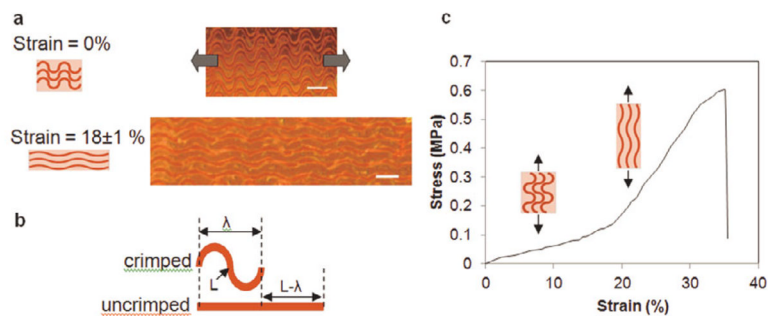 a
Strain = 0%
Strain = 18±1 %
b
λ
crimped
L
L-λ
uncrimped
c
0.7
0.6
0.5
0.4
0.3
0.2
0.1
0
Stress (MPa)
0 10 20 30 40
Strain (%)